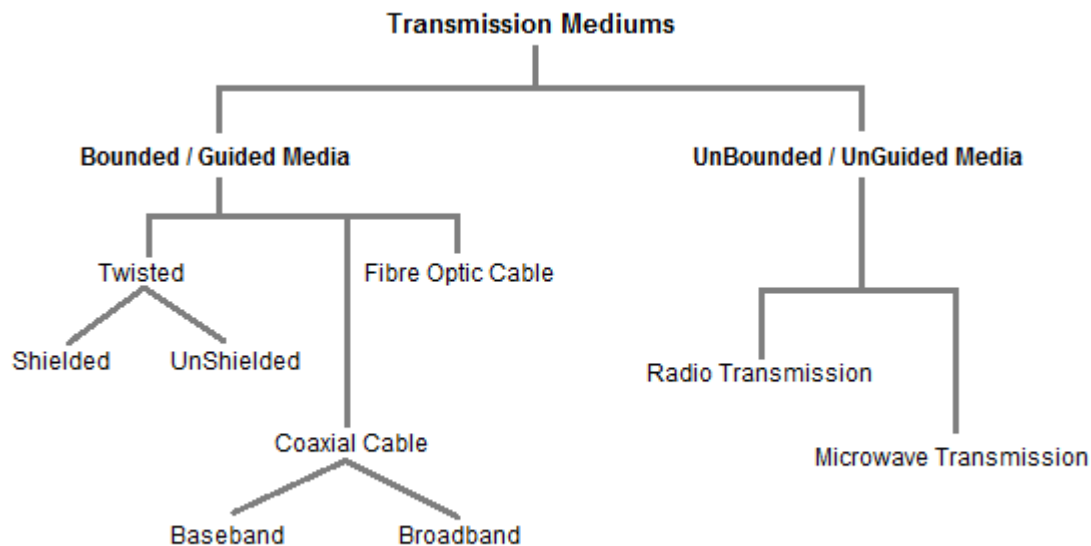 Transmission Mediums
Bounded / Guided Media
UnBounded / UnGuided Media
Twisted
Fibre Optic Cable
Shielded
UnShielded
Radio Transmission
Coaxial Cable
Microwave Transmission
Baseband
Broadband